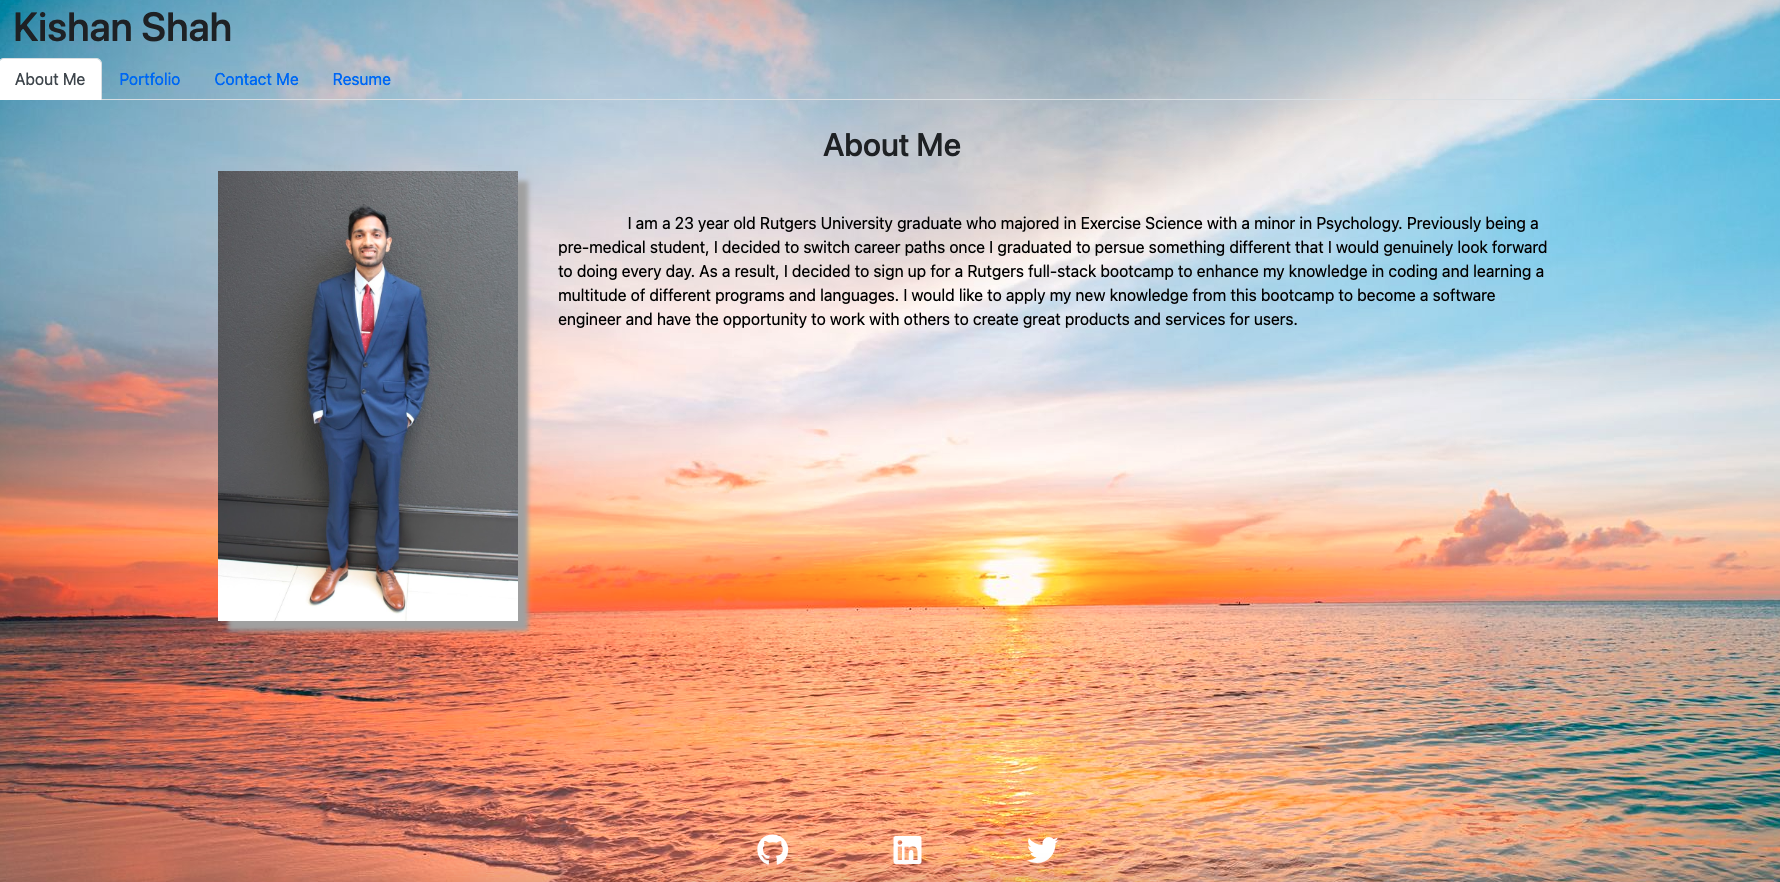 Kishan Shah
About Me Portfolio Contact Me Resume
About Me
I am a 23 year old Rutgers University graduate who majored in Exercise Science with a minor in Psychology. Previously being a
pre-medical student, I decided to switch career paths once I graduated to persue something different that I would genuinely look forward
to doing every day. As a result, I decided to sign up for a Rutgers full-stack bootcamp to enhance my knowledge in coding and learning a
multitude of different programs and languages. I would like to apply my new knowledge from this bootcamp to become a software
engineer and have the opportunity to work with others to create great products and services for users.
in